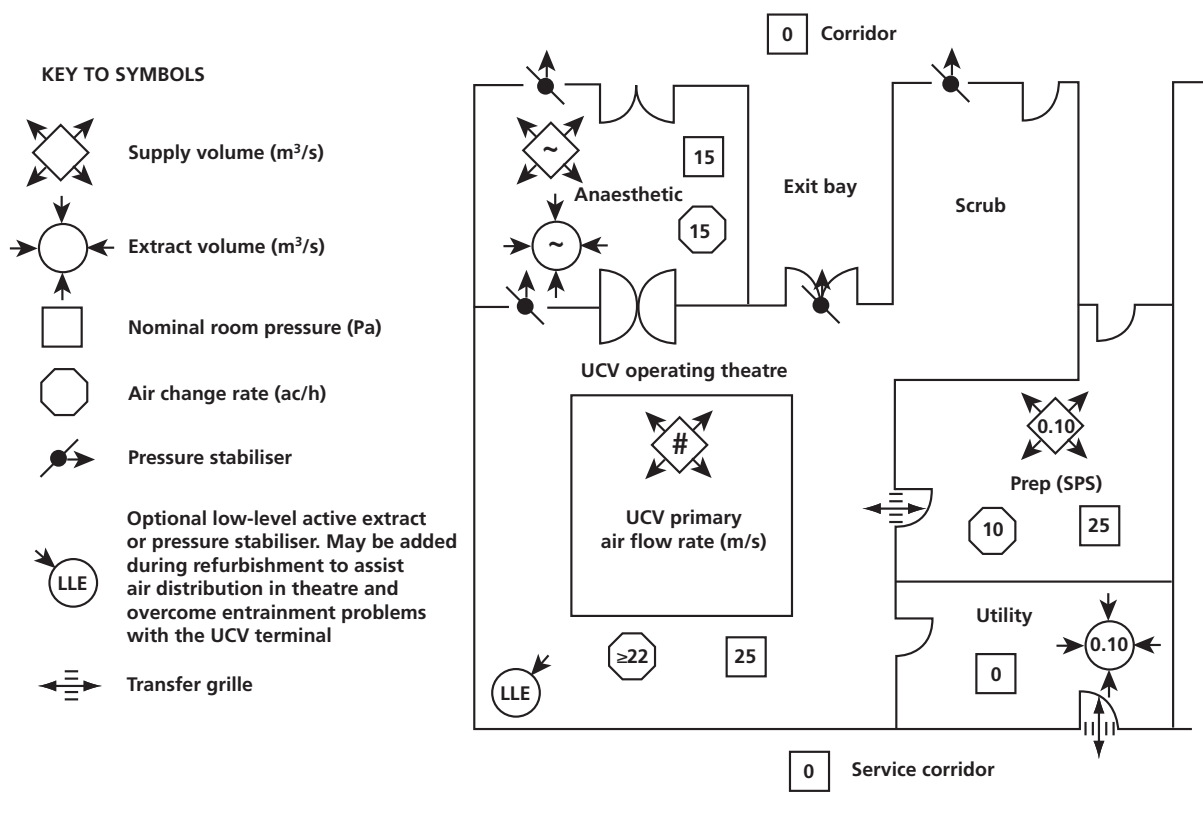 KEY TO SYMBOLS
Supply volume (m³/s)
Extract volume (m³/s)
Nominal room pressure (Pa)
Air change rate (ac/h)
Pressure stabiliser
Optional low-level active extract
or pressure stabiliser. May be added
during refurbishment to assist
air distribution in theatre and
overcome entrainment problems
with the UCV terminal
LLE
Transfer grille
0 Corridor
~
15
Anaesthetic
~
15
Exit bay
Scrub
UCV operating theatre
#
UCV primary
air flow rate (m/s)
≥22
25
LLE
0.10
Prep (SPS)
10
25
Utility
0.10
0
0 Service corridor